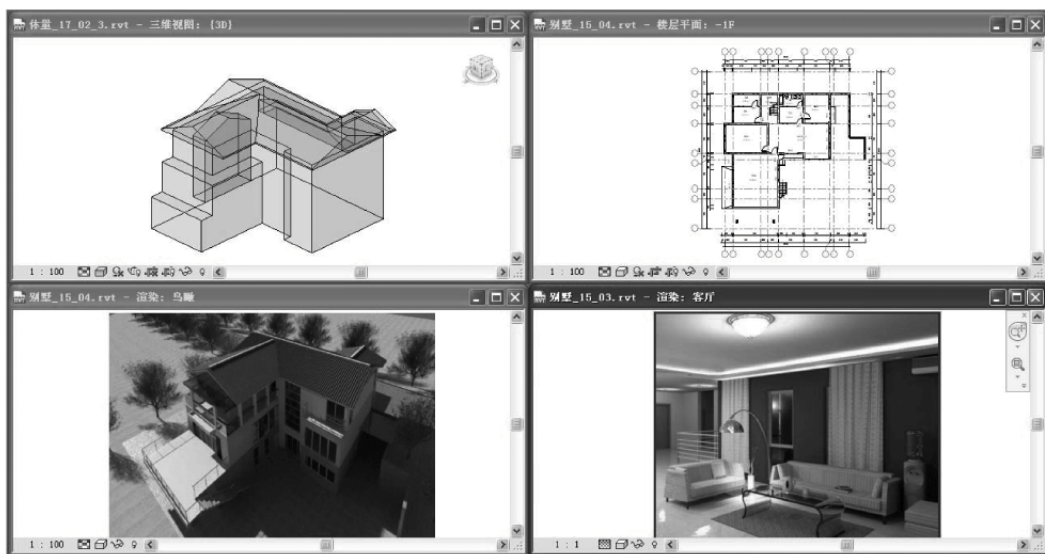 体量_17_02_3.rvt - 三维视图: {3D}
别墅_15_04.rvt - 楼层平面: -1F
1 : 100
1 : 100
别墅_15_04.rvt - 渲染: 鸟瞰
别墅_15_03.rvt - 渲染: 客厅
1 : 100
1 : 1